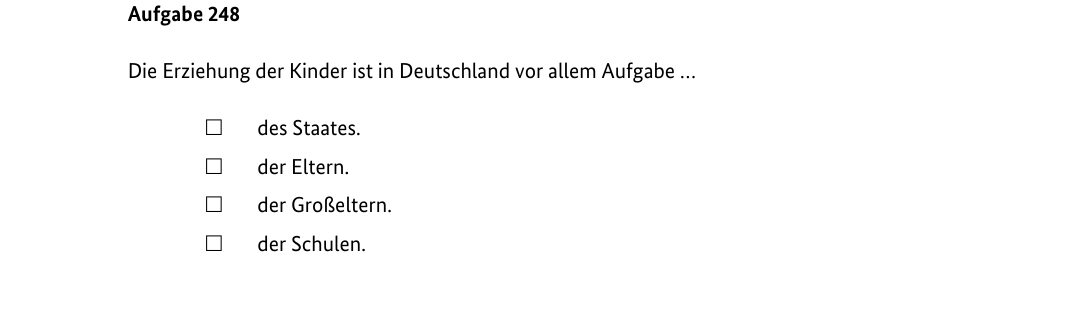 Aufgabe 248
Die Erziehung der Kinder ist in Deutschland vor allem Aufgabe …
☐ des Staates.
☐ der Eltern.
☐ der Großeltern.
☐ der Schulen.